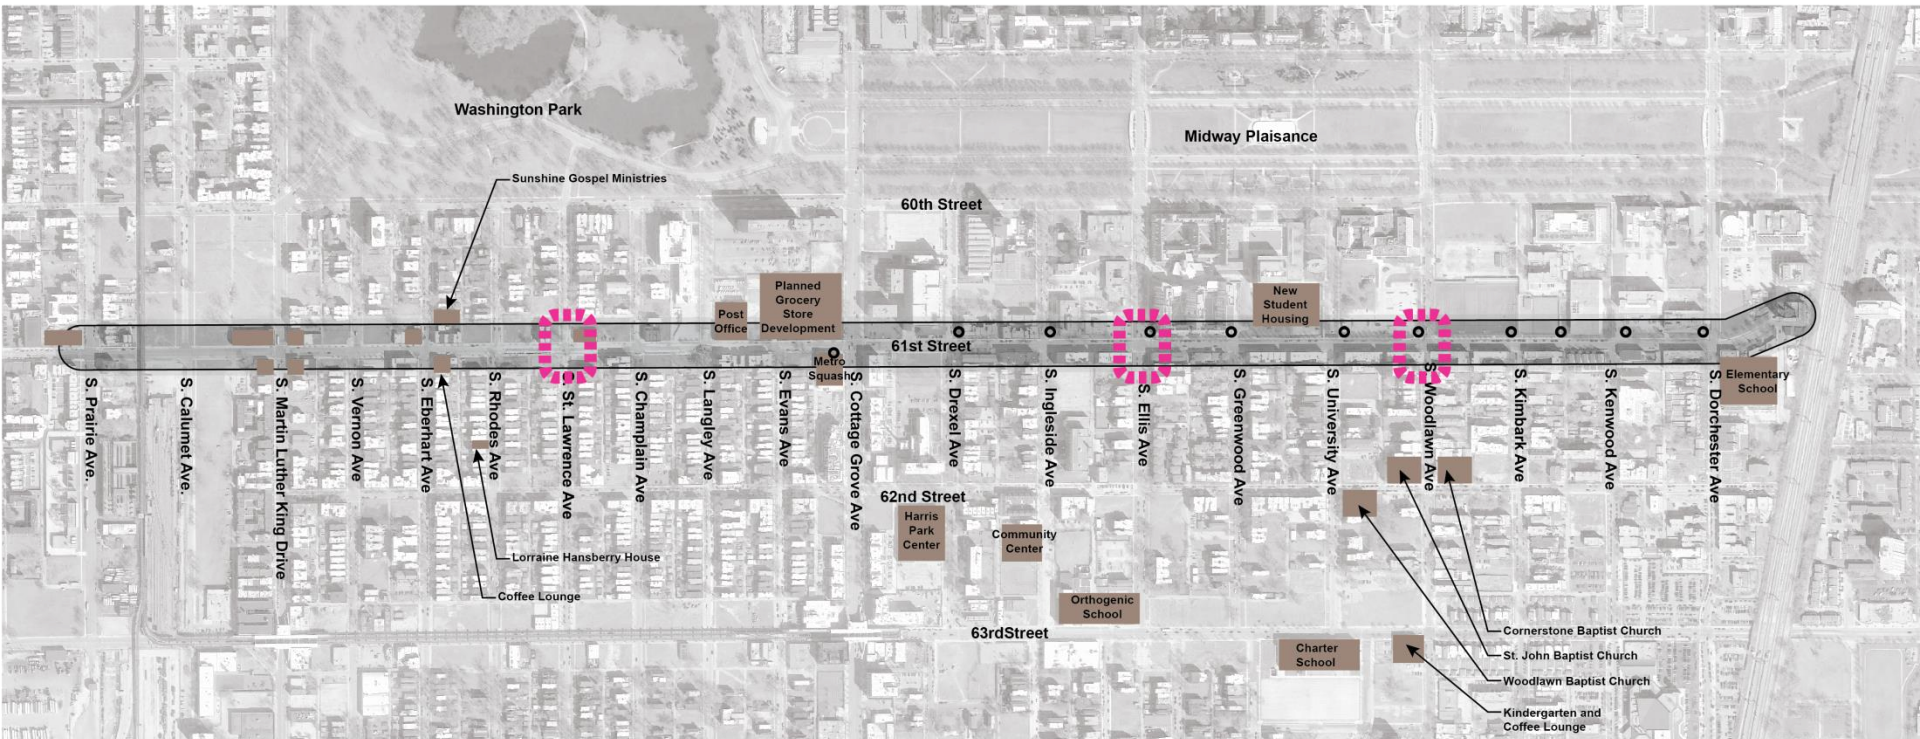 Washington Park
Midway Plaisance
Sunshine Gospel Ministries
60th Street
Planned
Grocery
Store
Development
Post
Office
New
Student
Housing
61st Street
Metro
Squash
Elementary
School
S. Prairie Ave.
S. Calumet Ave.
S. Martin Luther King Drive
S. Vernon Ave
S. Eberhart Ave
S. Rhodes Ave
S. St. Lawrence Ave
S. Champlain Ave
S. Langley Ave
S. Evans Ave
S. Cottage Grove Ave
S. Drexel Ave
S. Ingleside Ave
S. Ellis Ave
S. Greenwood Ave
S. University Ave
S. Woodlawn Ave
S. Kimbark Ave
S. Kenwood Ave
S. Dorchester Ave
62nd Street
Harris
Park
Center
Community
Center
Lorraine Hansberry House
Coffee Lounge
Orthogenic
School
63rdStreet
Charter
School
Cornerstone Baptist Church
St. John Baptist Church
Woodlawn Baptist Church
Kindergarten and
Coffee Lounge